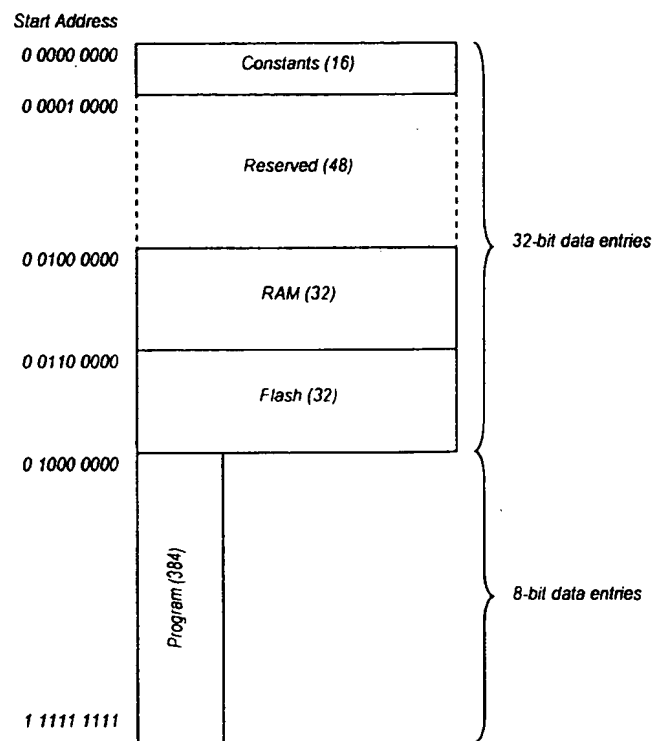 Start Address
0 0000 0000
Constants (16)
0 0001 0000
Reserved (48)
32-bit data entries
0 0100 0000
RAM (32)
0 0110 0000
Flash (32)
0 1000 0000
Program (384)
8-bit data entries
1 1111 1111